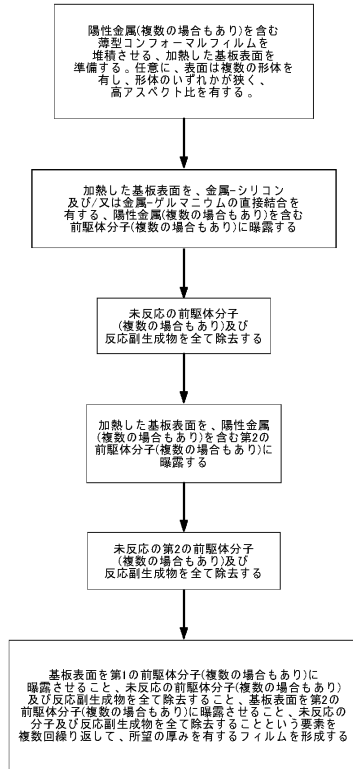 陽性金属(複数の場合もあり)を含む
薄型コンフォーマルフィルムを
堆積させる、加熱した基板表面を
準備する。任意に、表面は複数の形体を
有し、形体のいずれかが狭く、
高アスペクト比を有する。
加熱した基板表面を、金属-シリコン
及び/又は金属-ゲルマニウムの直接結合を
有する、陽性金属(複数の場合もあり)を含む
前駆体分子(複数の場合もあり)に曝露する
未反応の前駆体分子
(複数の場合もあり)及び
反応副生成物を全て除去する
加熱した基板表面を、陽性金属
(複数の場合もあり)を含む第2の
前駆体分子(複数の場合もあり)に
曝露する
未反応の第2の前駆体分子
(複数の場合もあり)及び
反応副生成物を全て除去する
基板表面を第1の前駆体分子(複数の場合もあり)に
曝露させること、未反応の前駆体分子(複数の場合もあり)
及び反応副生成物を全て除去すること、基板表面を第2の
前駆体分子(複数の場合もあり)に曝露させること、未反応の
分子及び反応副生成物を全て除去することという要素を
複数回繰り返して、所望の厚みを有するフィルムを形成する